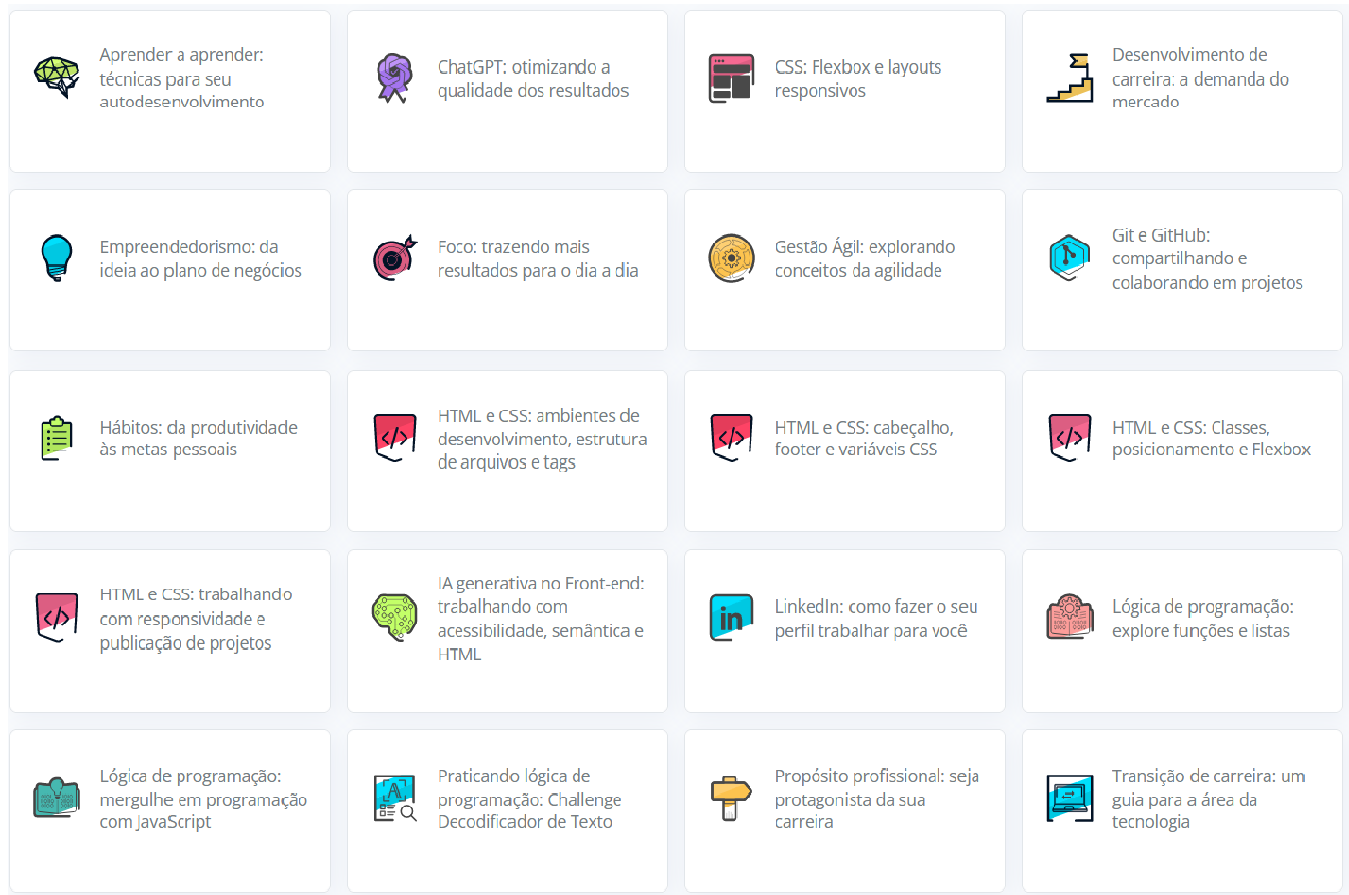 Aprender a aprender:
técnicas para seu
autodesenvolvimento
ChatGPT: otimizando a
qualidade dos resultados
CSS: Flexbox e layouts
responsivos
Desenvolvimento de
carreira: a demanda do
mercado
Empreendedorismo: da
ideia ao plano de negócios
Foco: trazendo mais
resultados para o dia a dia
Gestão Ágil: explorando
conceitos da agilidade
Git e GitHub:
compartilhando e
colaborando em projetos
Hábitos: da produtividade
às metas pessoais
HTML e CSS: ambientes de
desenvolvimento, estrutura
de arquivos e tags
HTML e CSS: cabeçalho,
footer e variáveis CSS
HTML e CSS: Classes,
posicionamento e Flexbox
HTML e CSS: trabalhando
com responsividade e
publicação de projetos
IA generativa no Front-end:
trabalhando com
acessibilidade, semântica e
HTML
in
LinkedIn: como fazer o seu
perfil trabalhar para você
Lógica de programação:
explore funções e listas
Lógica de programação:
mergulhe em programação
com JavaScript
A
Praticando lógica de
programação: Challenge
Decodificador de Texto
Propósito profissional: seja
protagonista da sua
carreira
Transição de carreira: um
guia para a área da
tecnologia